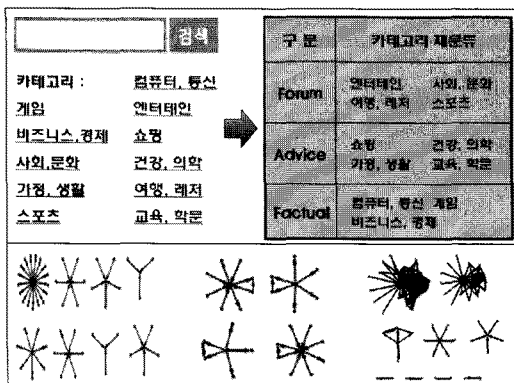 검색
카테고리 :
컴퓨터, 통신
게임
엔터테인
비즈니스,경제
쇼핑
사회,문화
건강, 의학
가정, 생활
여행, 레저
스포츠
교육, 학문
구 분
카테고리 재분류
Forum
엔터테인
사회, 문화
여행, 레저
스포츠
Advice
쇼핑
건강, 의학
가정, 생활
교육, 학문
Factual
컴퓨터, 통신
게임
비즈니스, 경제